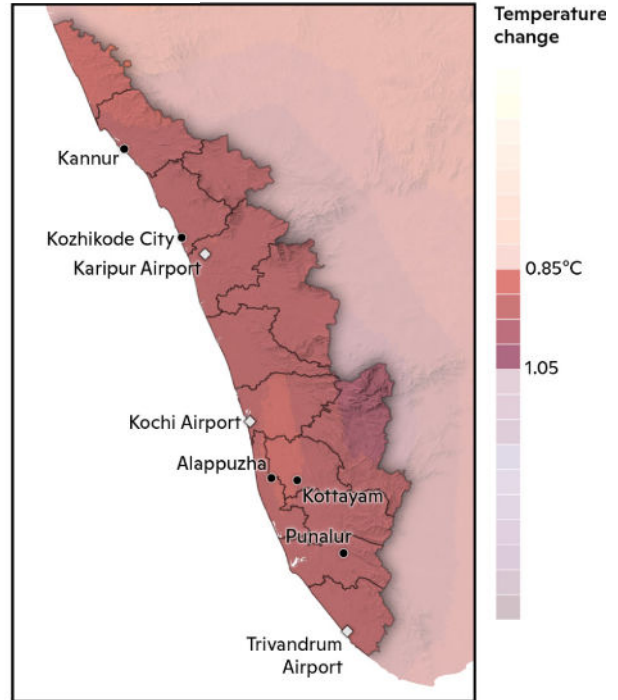 Temperature
change
Kannur
Kozhikode City
Karipur Airport
0.85°C
1.05
Kochi Airport
Alappuzha
Kottayam
Punalur
Trivandrum
Airport